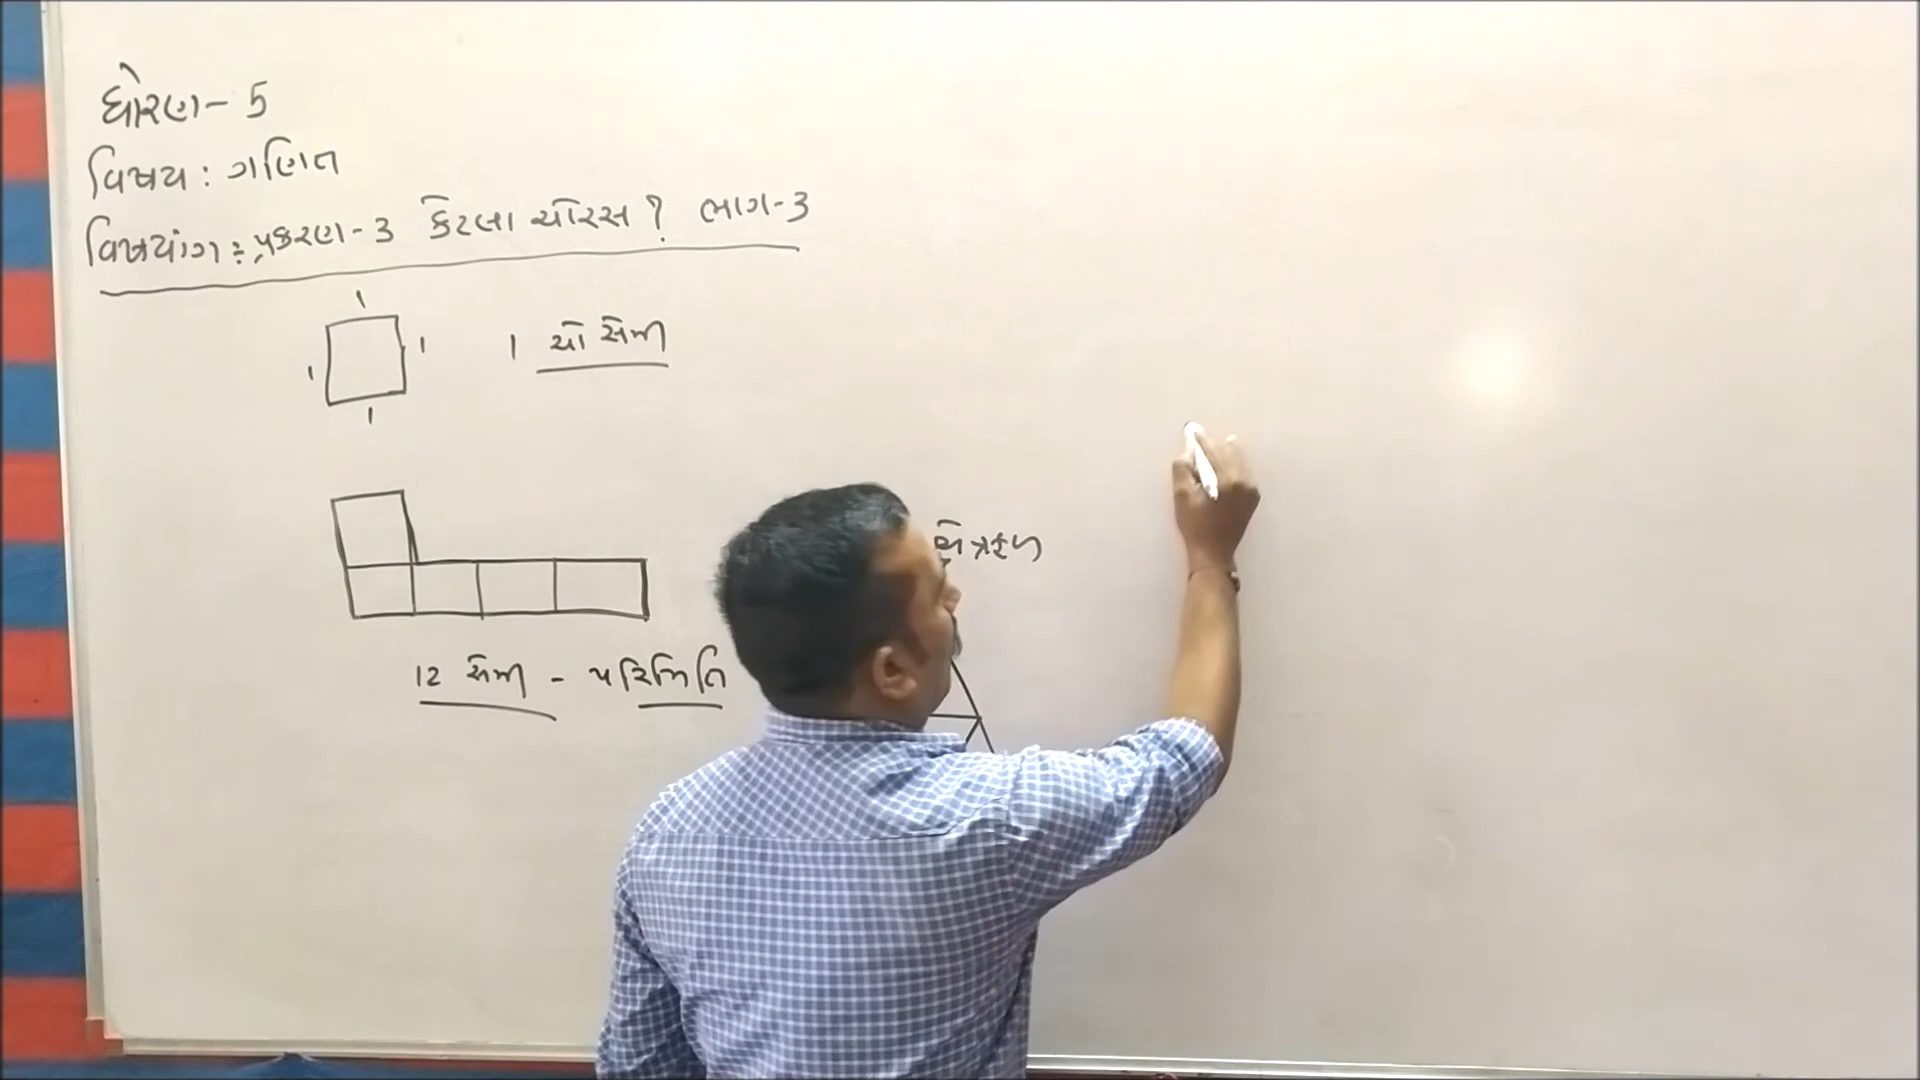 ધોરણ - 5
વિષય : ગણિત
વિષયાંગ : પ્રકરણ - 3 કેટલા ચોરસ ? ભાગ - 3
1
1 1
1
1 ચો સેમી
12 સેમી - પરિમિતિ